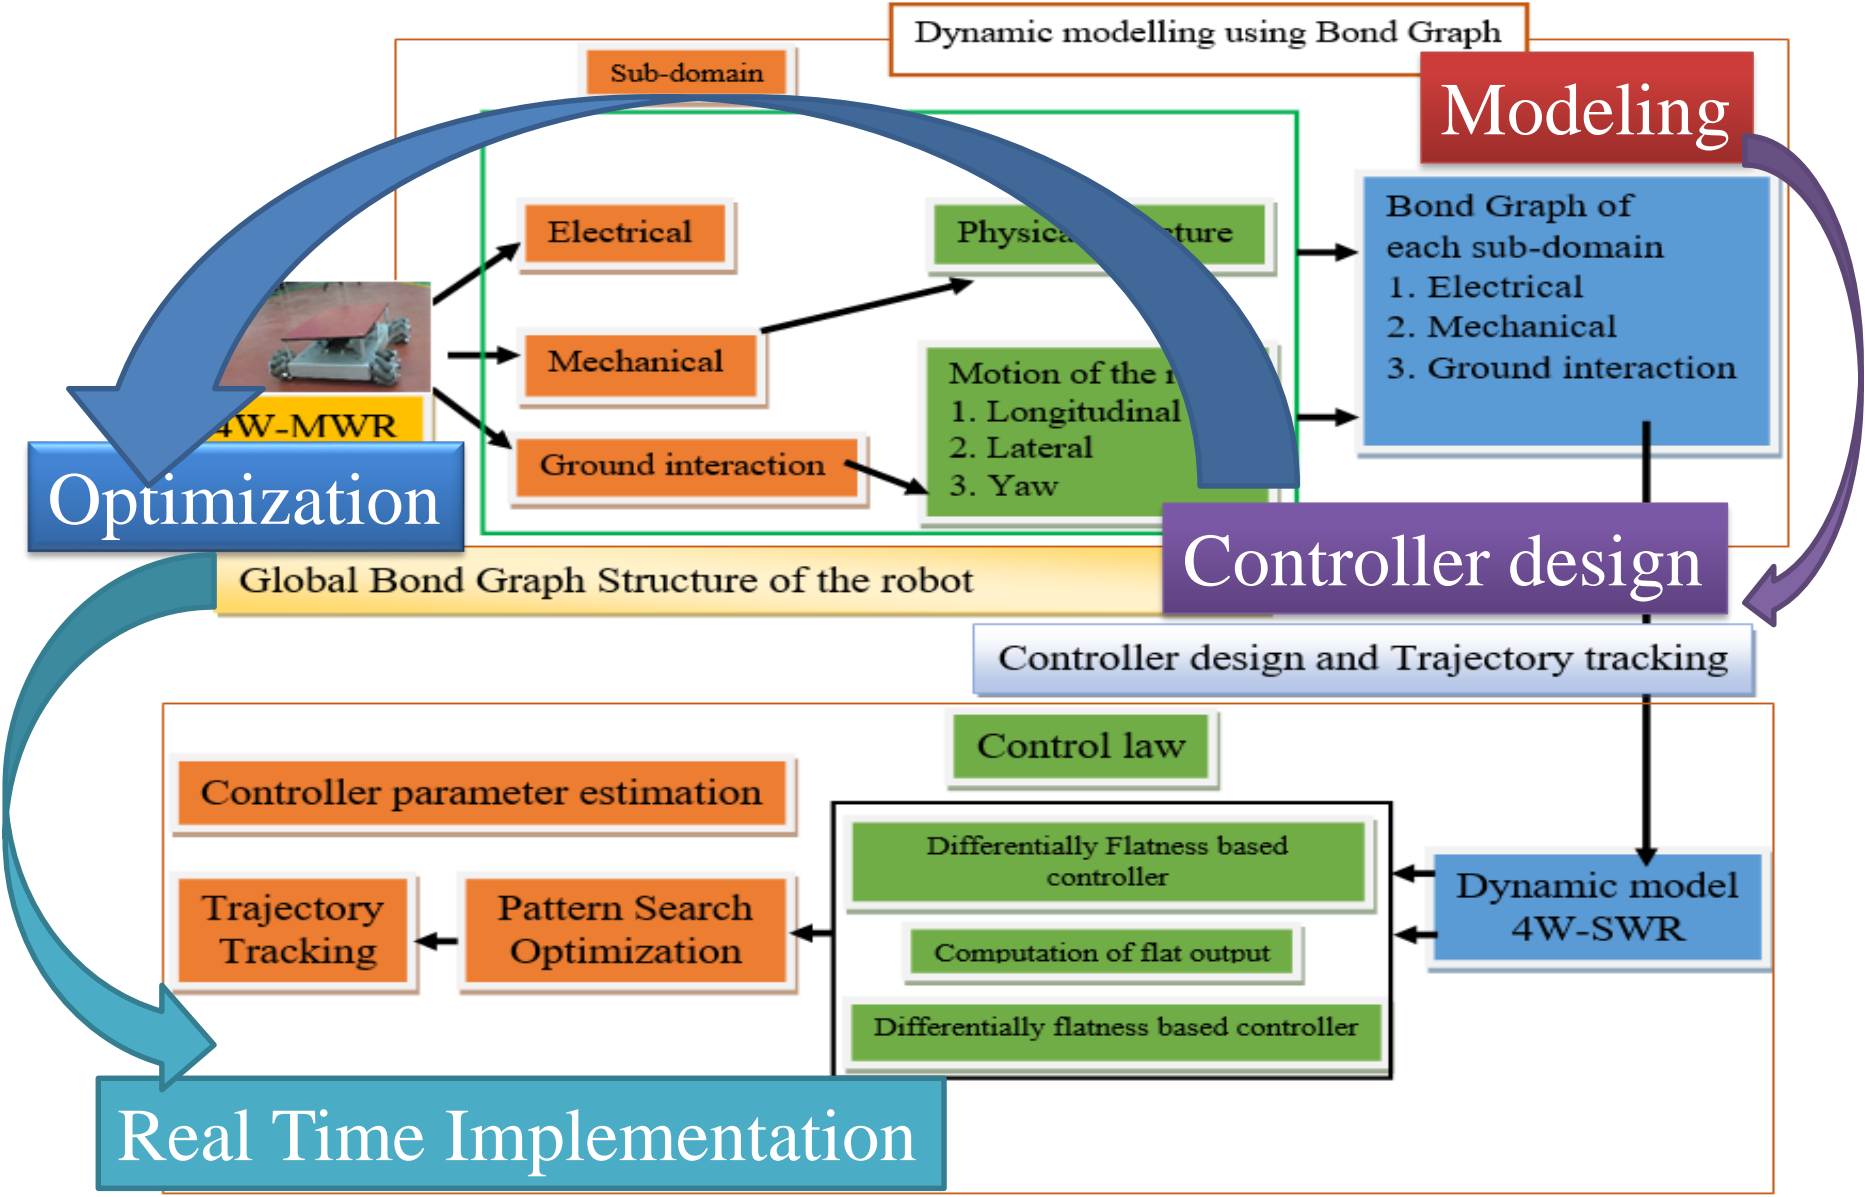 Dynamic modelling using Bond Graph
Sub-domain
Modeling
Electrical
Mechanical
Ground interaction
Motion of the
1. Longitudinal
2. Lateral
3. Yaw
Bond Graph of
each sub-domain
1. Electrical
2. Mechanical
3. Ground interaction
4W-MWR
Optimization
Controller design
Global Bond Graph Structure of the robot
Controller design and Trajectory tracking
Control law
Controller parameter estimation
Differentially Flatness based
controller
Computation of flat output
Differentially flatness based controller
Dynamic model
4W-SWR
Pattern Search
Optimization
Trajectory
Tracking
Real Time Implementation